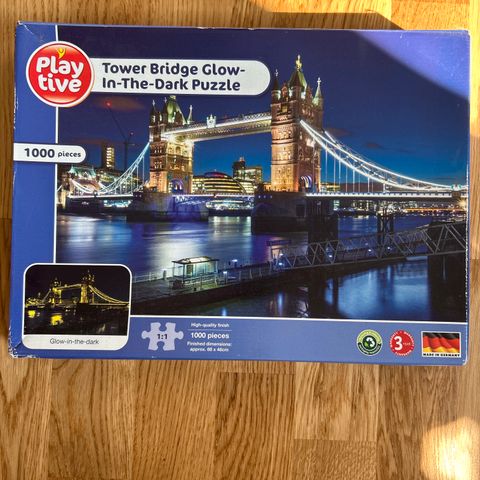 Play
tive
Tower Bridge Glow-
In-The-Dark Puzzle
1000 pieces
Glow-in-the-dark
1:1
High-quality finish
1000 pieces
Finished dimensions:
approx. 68 x 48cm
3
MADE IN GERMANY